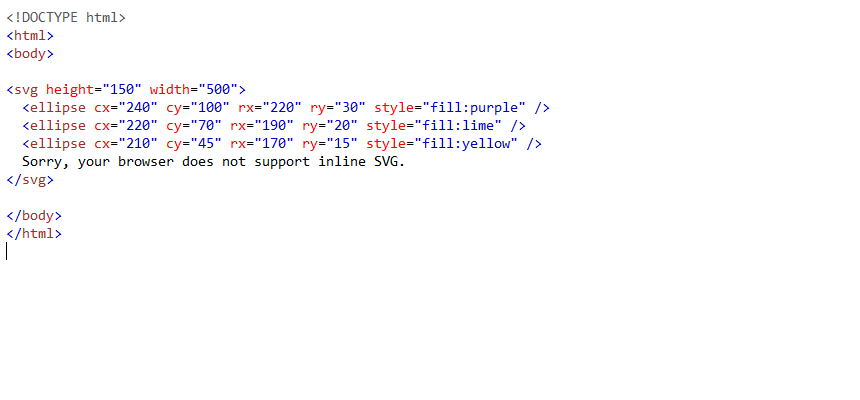 <!DOCTYPE html>
<html>
<body>
<svg height="150" width="500">
<ellipse cx="240" cy="100" rx="220" ry="30" style="fill:purple" />
<ellipse cx="220" cy="70" rx="190" ry="20" style="fill:lime" />
<ellipse cx="210" cy="45" rx="170" ry="15" style="fill:yellow" />
Sorry, your browser does not support inline SVG.
</svg>
</body>
</html>